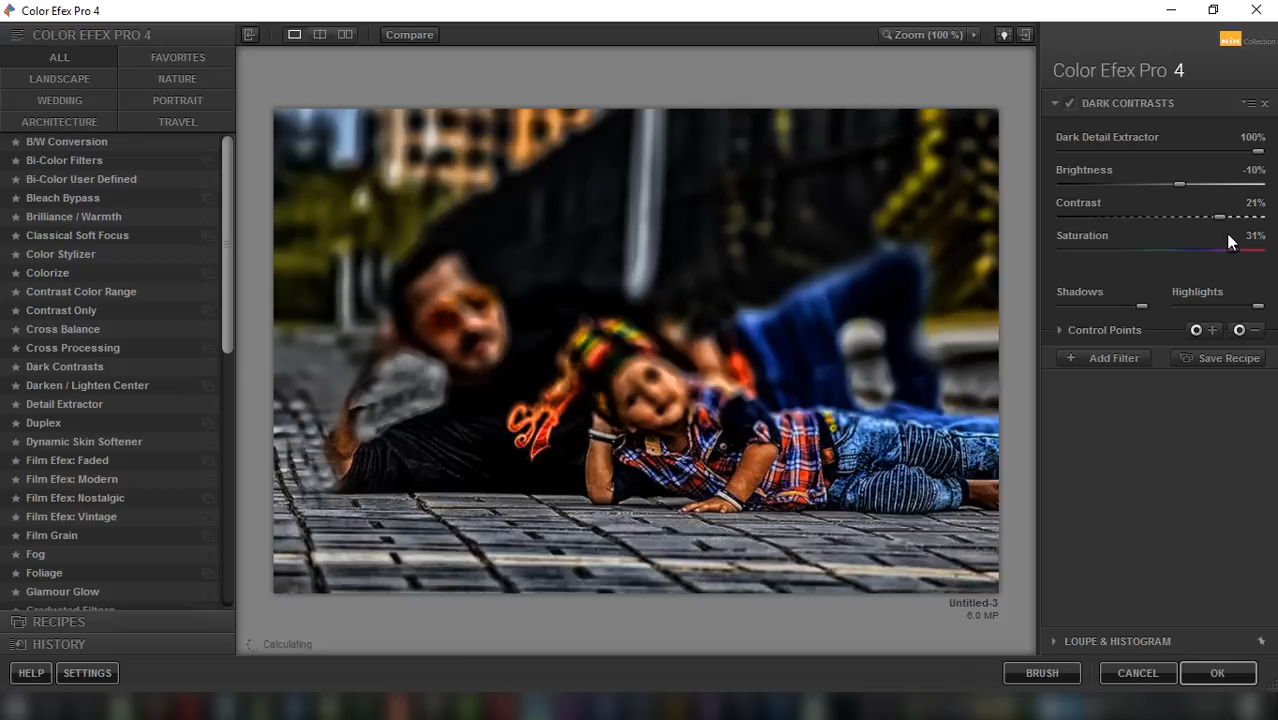 Color Efex Pro 4
COLOR EFEX PRO 4
ALL
FAVORITES
LANDSCAPE
NATURE
WEDDING
PORTRAIT
ARCHITECTURE
TRAVEL
B/W Conversion
Bi-Color Filters
Bi-Color User Defined
Bleach Bypass
Brilliance / Warmth
Classical Soft Focus
Color Stylizer
Colorize
Contrast Color Range
Contrast Only
Cross Balance
Cross Processing
Dark Contrasts
Darken / Lighten Center
Detail Extractor
Duplex
Dynamic Skin Softener
Film Efex: Faded
Film Efex: Modern
Film Efex: Nostalgic
Film Efex: Vintage
Film Grain
Fog
Foliage
Glamour Glow
Graduated Filters
RECIPES
HISTORY
HELP
SETTINGS
Compare
Zoom (100 %)
Untitled-3
6.0 MP
Calculating
Nik Collection
Color Efex Pro 4
DARK CONTRASTS
Dark Detail Extractor 100%
Brightness -10%
Contrast 21%
Saturation 31%
Shadows Highlights
Control Points
Add Filter
Save Recipe
LOUPE & HISTOGRAM
BRUSH
CANCEL
OK